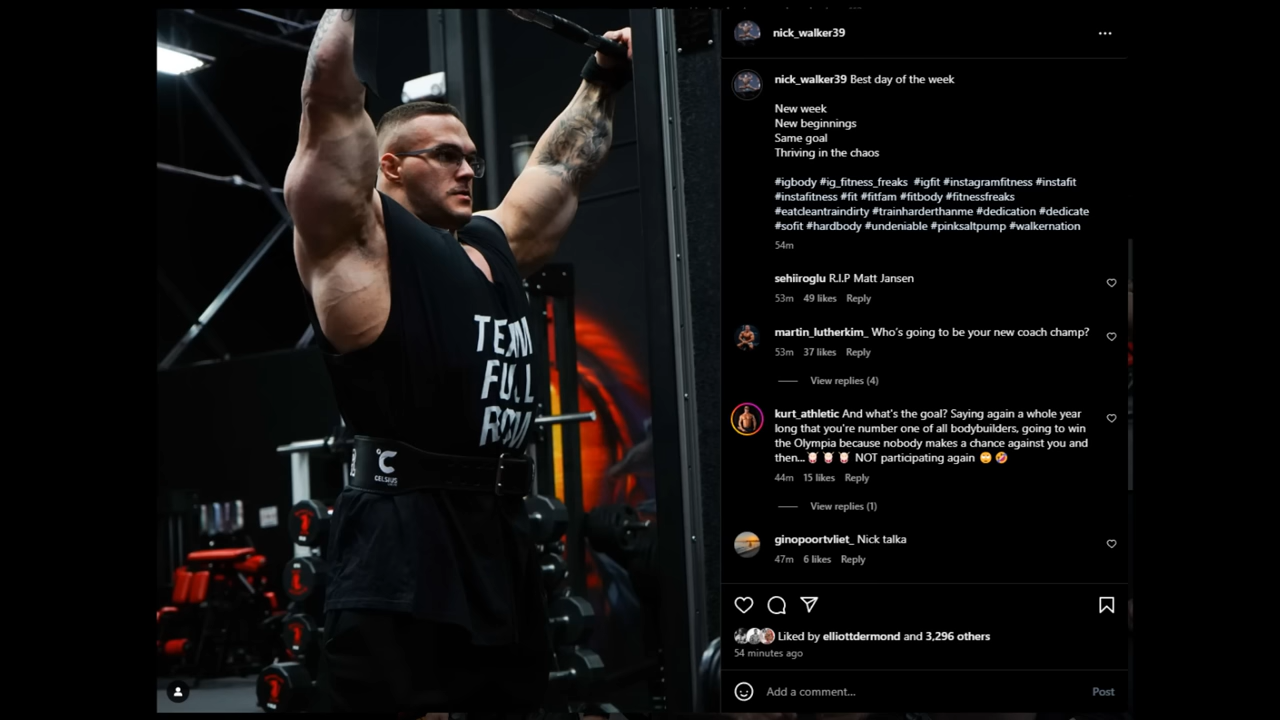 TEAM
FULL
ROM
CELSIUS
nick_walker39
nick_walker39 Best day of the week
New week
New beginnings
Same goal
Thriving in the chaos
#igbody #ig_fitness_freaks #igfit #instagramfitness #instafit
#instafitness #fit #fitfam #fitbody #fitnessfreaks
#eatcleantraindirty #trainharderthanme #dedication #dedicate
#sofit #hardbody #undeniable #pinksaltpump #walkernation
54m
sehiiroglu R.I.P Matt Jansen
53m 49 likes Reply
martin_lutherkim_ Who's going to be your new coach champ?
53m 37 likes Reply
View replies (4)
kurt_athletic And what's the goal? Saying again a whole year
long that you're number one of all bodybuilders, going to win
the Olympia because nobody makes a chance against you and
then... NOT participating again
44m 15 likes Reply
View replies (1)
ginopoortvliet_ Nick talka
47m 6 likes Reply
Liked by elliottdermond and 3,296 others
54 minutes ago
Add a comment... Post